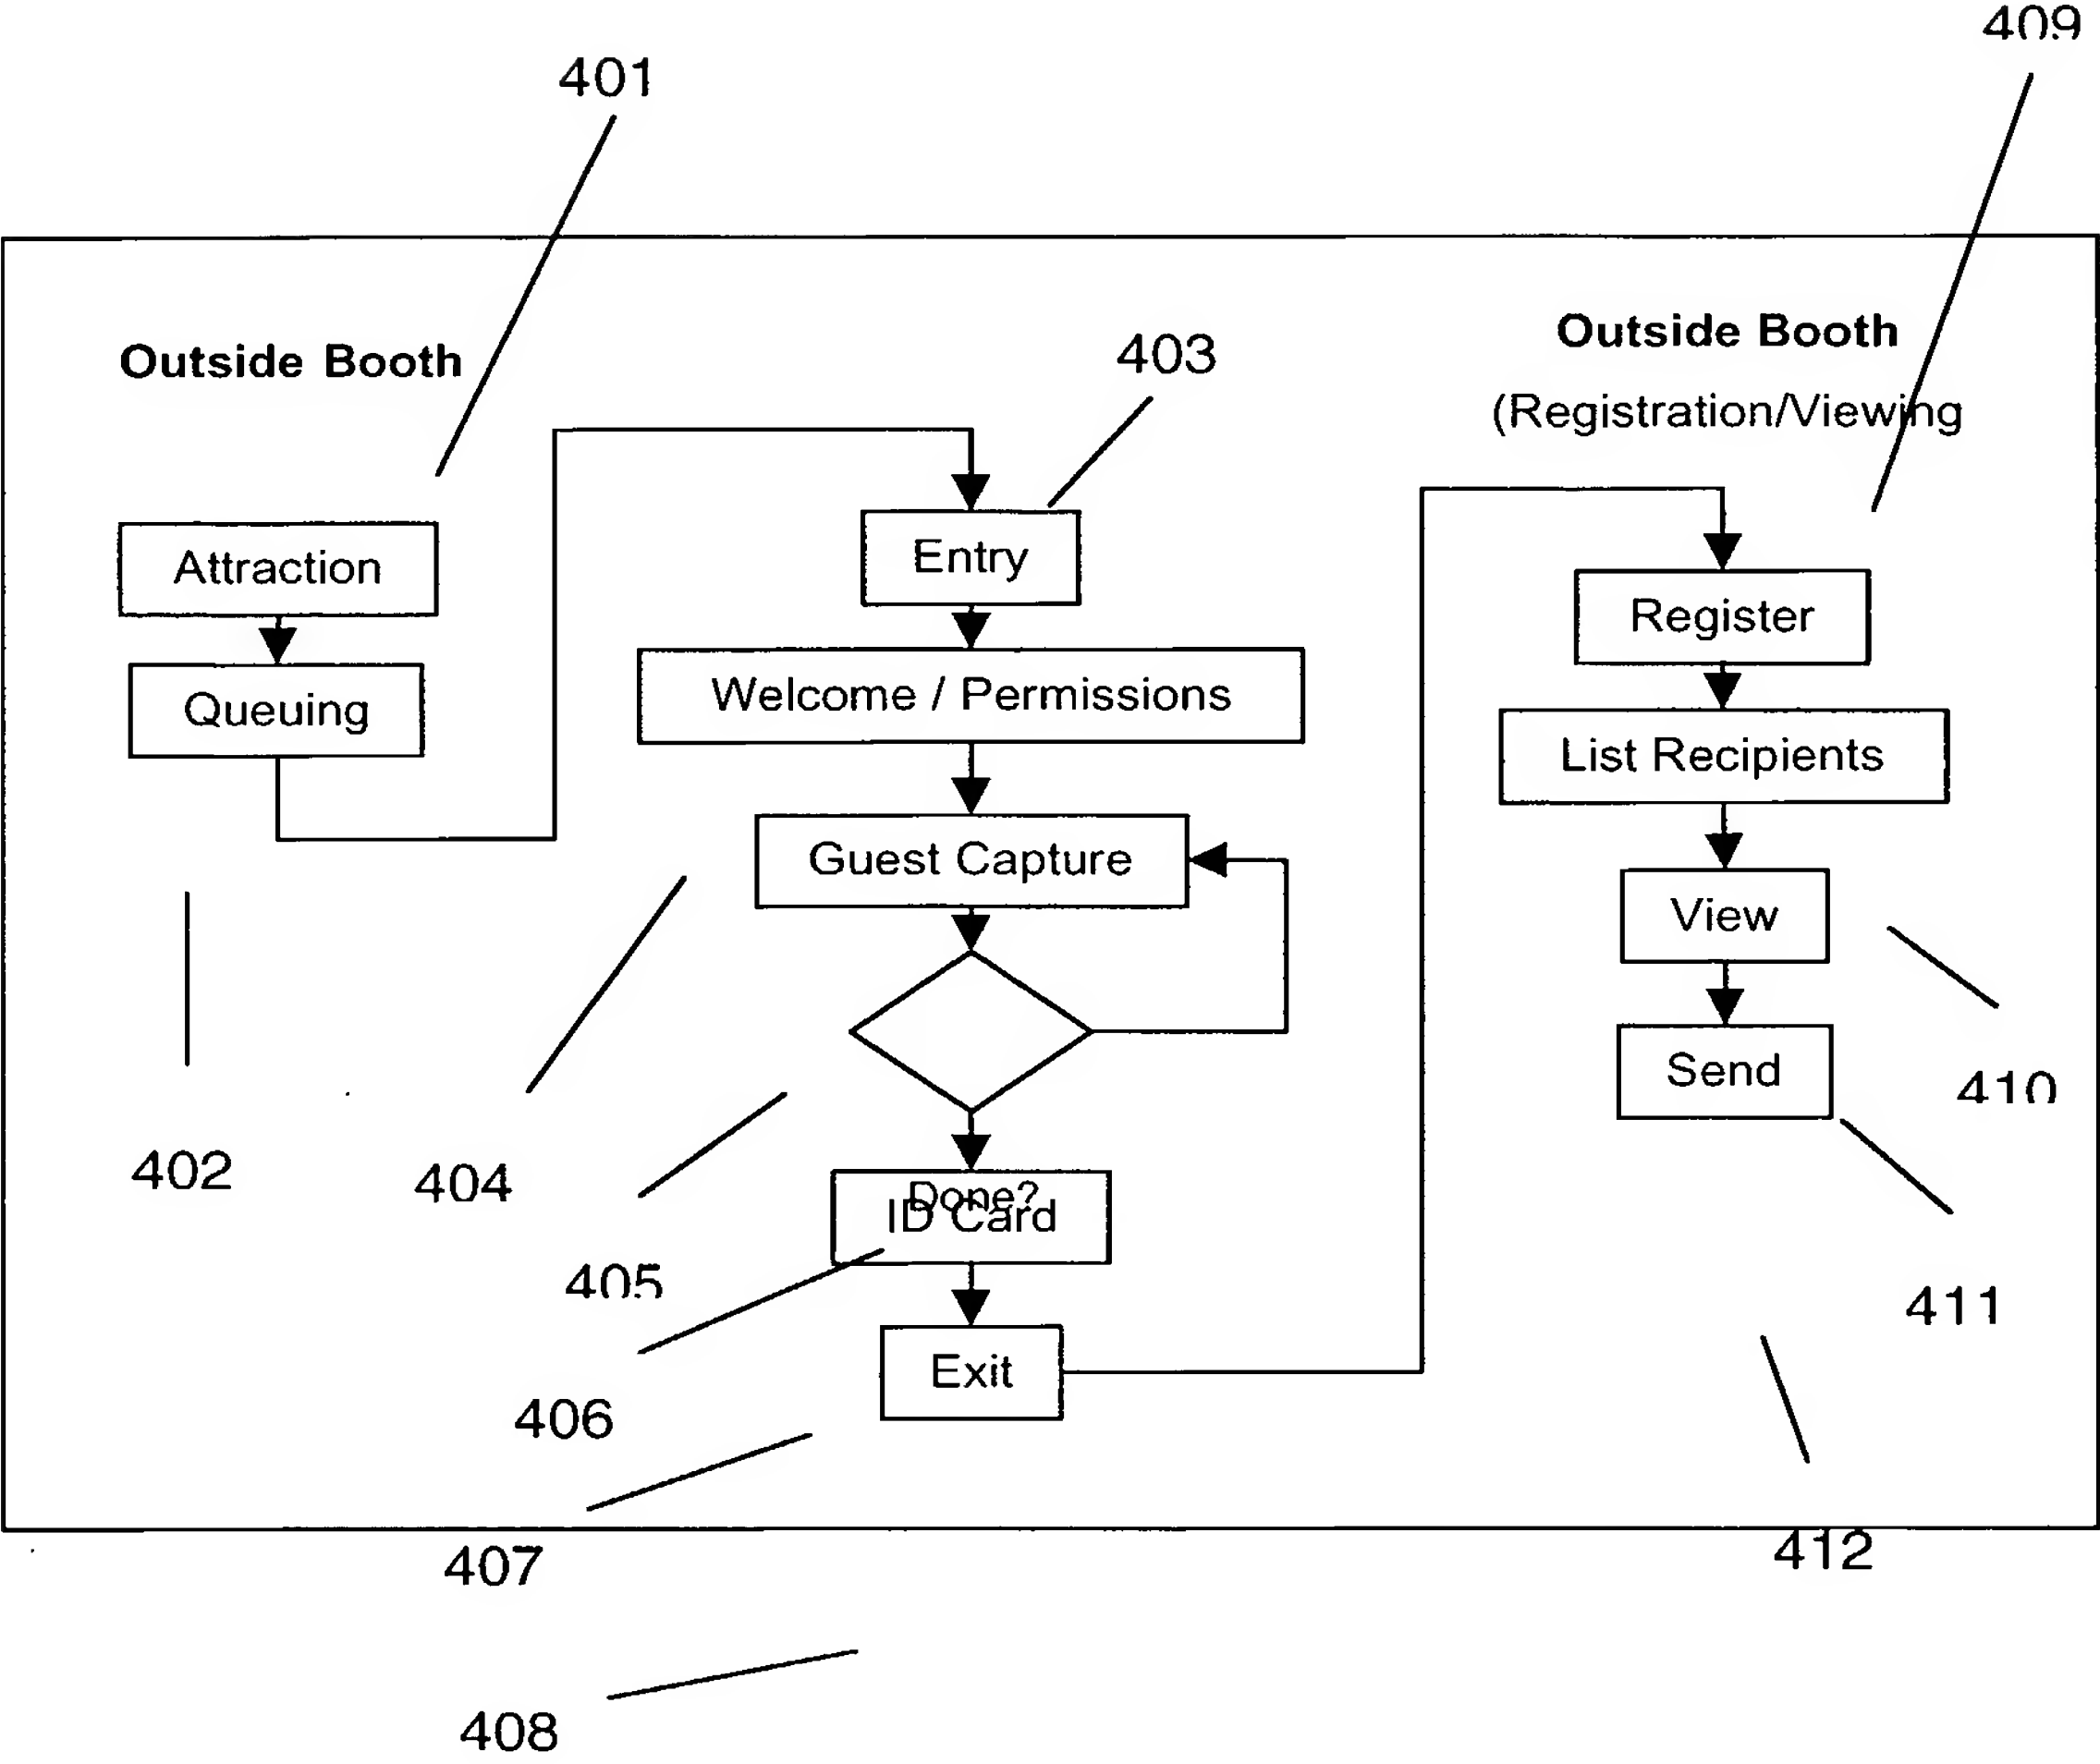 409
401
Outside Booth
Outside Booth
(Registration/Viewing
403
Attraction
Queuing
Entry
Welcome / Permissions
Guest Capture
Done?
ID Card
Exit
Register
List Recipients
View
Send
402
404
405
406
407
408
410
411
412